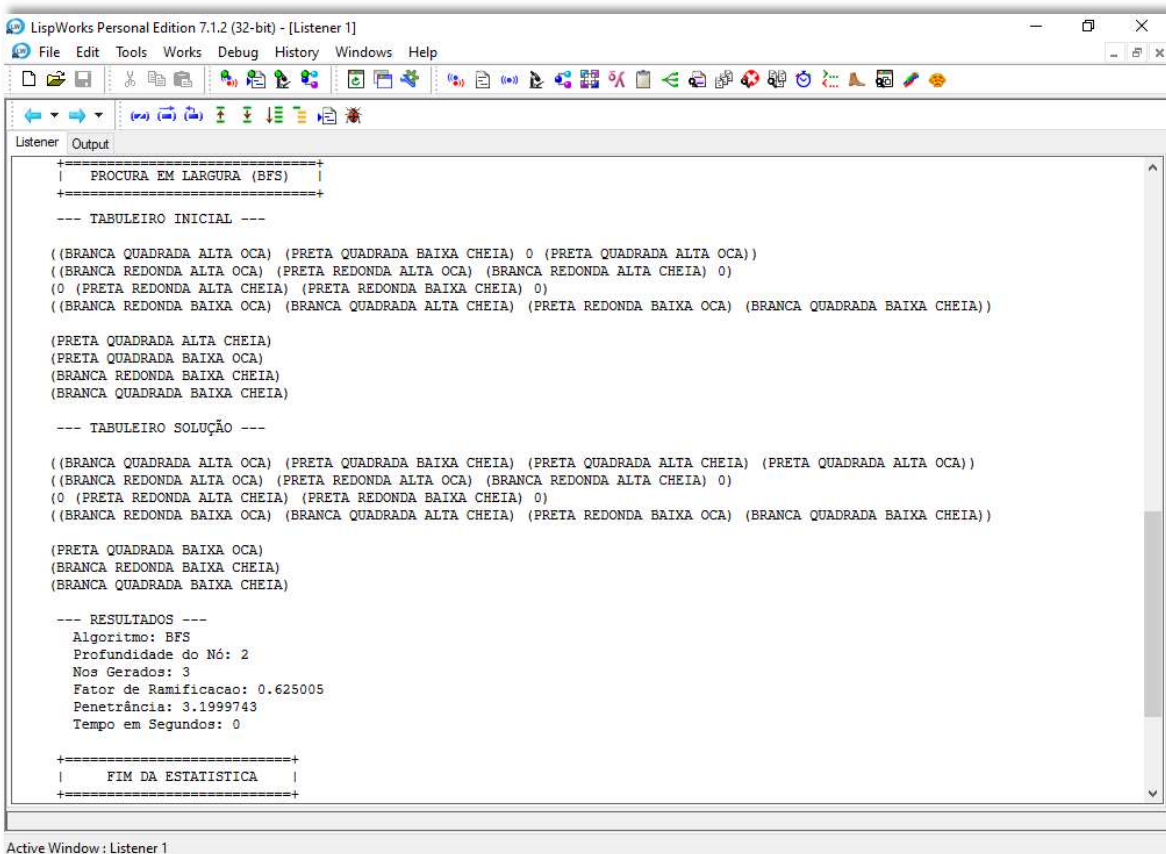 LispWorks Personal Edition 7.1.2 (32-bit) - [Listener 1]
File Edit Tools Works Debug History Windows Help
Listener Output
+==============================+
| PROCURA EM LARGURA (BFS) |
+==============================+
--- TABULEIRO INICIAL ---
((BRANCA QUADRADA ALTA OCA) (PRETA QUADRADA BAIXA CHEIA) 0 (PRETA QUADRADA ALTA OCA))
((BRANCA REDONDA ALTA OCA) (PRETA REDONDA ALTA OCA) (BRANCA REDONDA ALTA CHEIA) 0)
(0 (PRETA REDONDA ALTA CHEIA) (PRETA REDONDA BAIXA CHEIA) 0)
((BRANCA REDONDA BAIXA OCA) (BRANCA QUADRADA ALTA CHEIA) (PRETA REDONDA BAIXA OCA) (BRANCA QUADRADA BAIXA CHEIA))
(PRETA QUADRADA ALTA CHEIA)
(PRETA QUADRADA BAIXA OCA)
(BRANCA REDONDA BAIXA CHEIA)
(BRANCA QUADRADA BAIXA CHEIA)
--- TABULEIRO SOLUÇÃO ---
((BRANCA QUADRADA ALTA OCA) (PRETA QUADRADA BAIXA CHEIA) (PRETA QUADRADA ALTA CHEIA) (PRETA QUADRADA ALTA OCA))
((BRANCA REDONDA ALTA OCA) (PRETA REDONDA ALTA OCA) (BRANCA REDONDA ALTA CHEIA) 0)
(0 (PRETA REDONDA ALTA CHEIA) (PRETA REDONDA BAIXA CHEIA) 0)
((BRANCA REDONDA BAIXA OCA) (BRANCA QUADRADA ALTA CHEIA) (PRETA REDONDA BAIXA OCA) (BRANCA QUADRADA BAIXA CHEIA))
(PRETA QUADRADA BAIXA OCA)
(BRANCA REDONDA BAIXA CHEIA)
(BRANCA QUADRADA BAIXA CHEIA)
--- RESULTADOS ---
Algoritmo: BFS
Profundidade do Nó: 2
Nos Gerados: 3
Fator de Ramificacao: 0.625005
Penetrância: 3.1999743
Tempo em Segundos: 0
+===========================+
| FIM DA ESTATISTICA |
+===========================+
Active Window : Listener 1